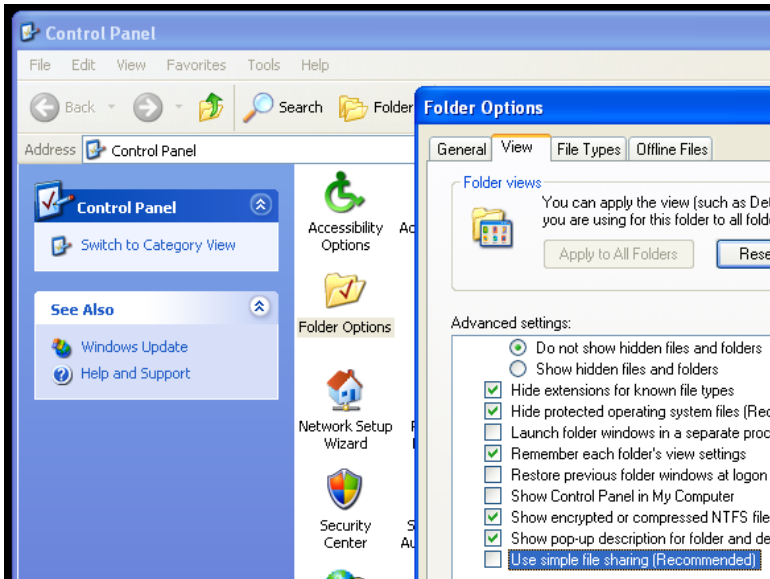 Control Panel
File Edit View Favorites Tools Help
Back Search Folder
Address Control Panel
Control Panel
Switch to Category View
See Also
Windows Update
Help and Support
Accessibility
Options
Folder Options
Network Setup
Wizard
Security
Center
Folder Options
General View File Types Offline Files
Folder views
You can apply the view (such as Det
you are using for this folder to all fold
Apply to All Folders Rese
Advanced settings:
Do not show hidden files and folders
Show hidden files and folders
Hide extensions for known file types
Hide protected operating system files (Rec
Launch folder windows in a separate proc
Remember each folder's view settings
Restore previous folder windows at logon
Show Control Panel in My Computer
Show encrypted or compressed NTFS file
Show pop-up description for folder and de
Use simple file sharing (Recommended)